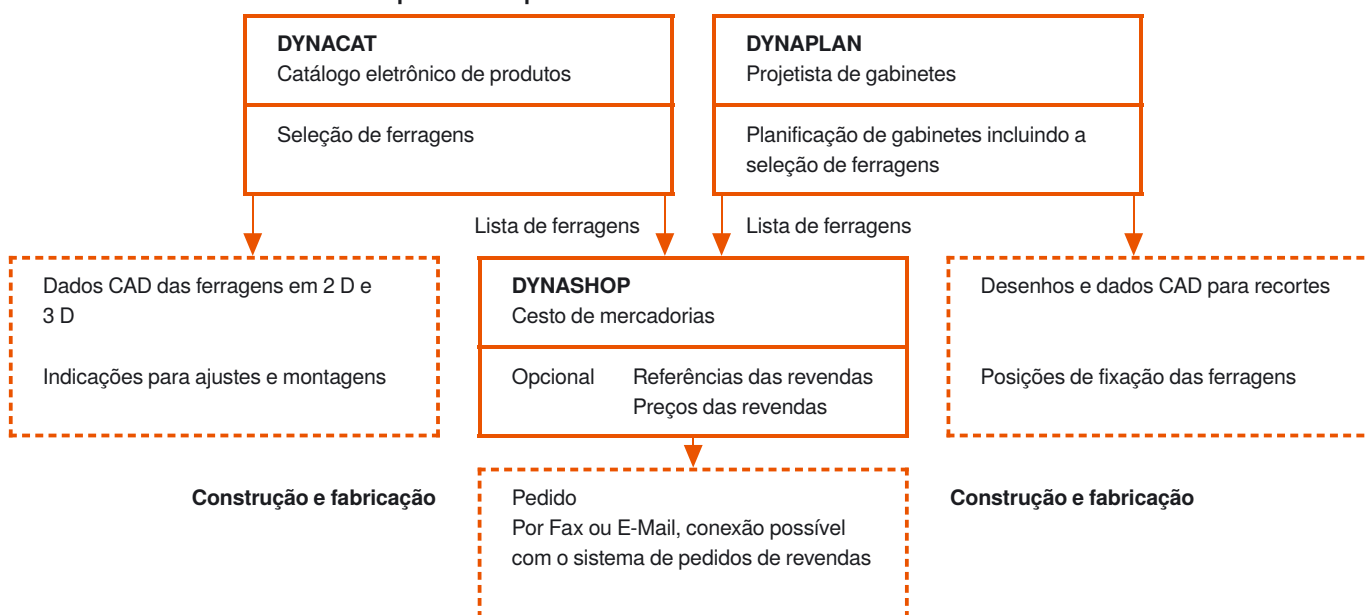 DYNACAT
Catálogo eletrônico de produtos
Seleção de ferragens
DYNAPLAN
Projetista de gabinetes
Planificação de gabinetes incluindo a
seleção de ferragens
Lista de ferragens
Lista de ferragens
Dados CAD das ferragens em 2 D e
3 D
Indicações para ajustes e montagens
DYNASHOP
Cesto de mercadorias
Opcional Referências das revendas
Preços das revendas
Desenhos e dados CAD para recortes
Posições de fixação das ferragens
Construção e fabricação
Pedido
Por Fax ou E-Mail, conexão possível
com o sistema de pedidos de revendas
Construção e fabricação